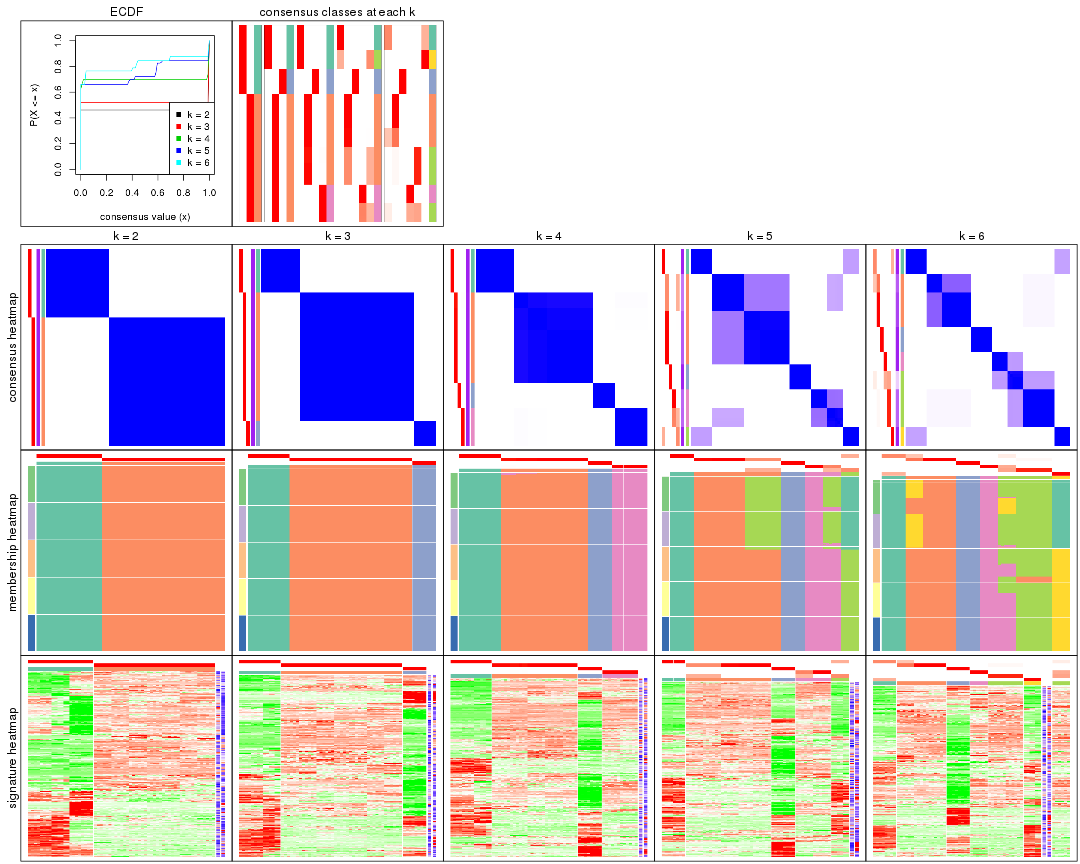 ECDF
consensus classes at each k
P(X <= x)
0.0 0.2 0.4 0.6 0.8 1.0
k = 2
k = 3
k = 4
k = 5
k = 6
0.0 0.2 0.4 0.6 0.8 1.0
consensus value (x)
k = 2
k = 3
k = 4
k = 5
k = 6
consensus heatmap
membership heatmap
signature heatmap